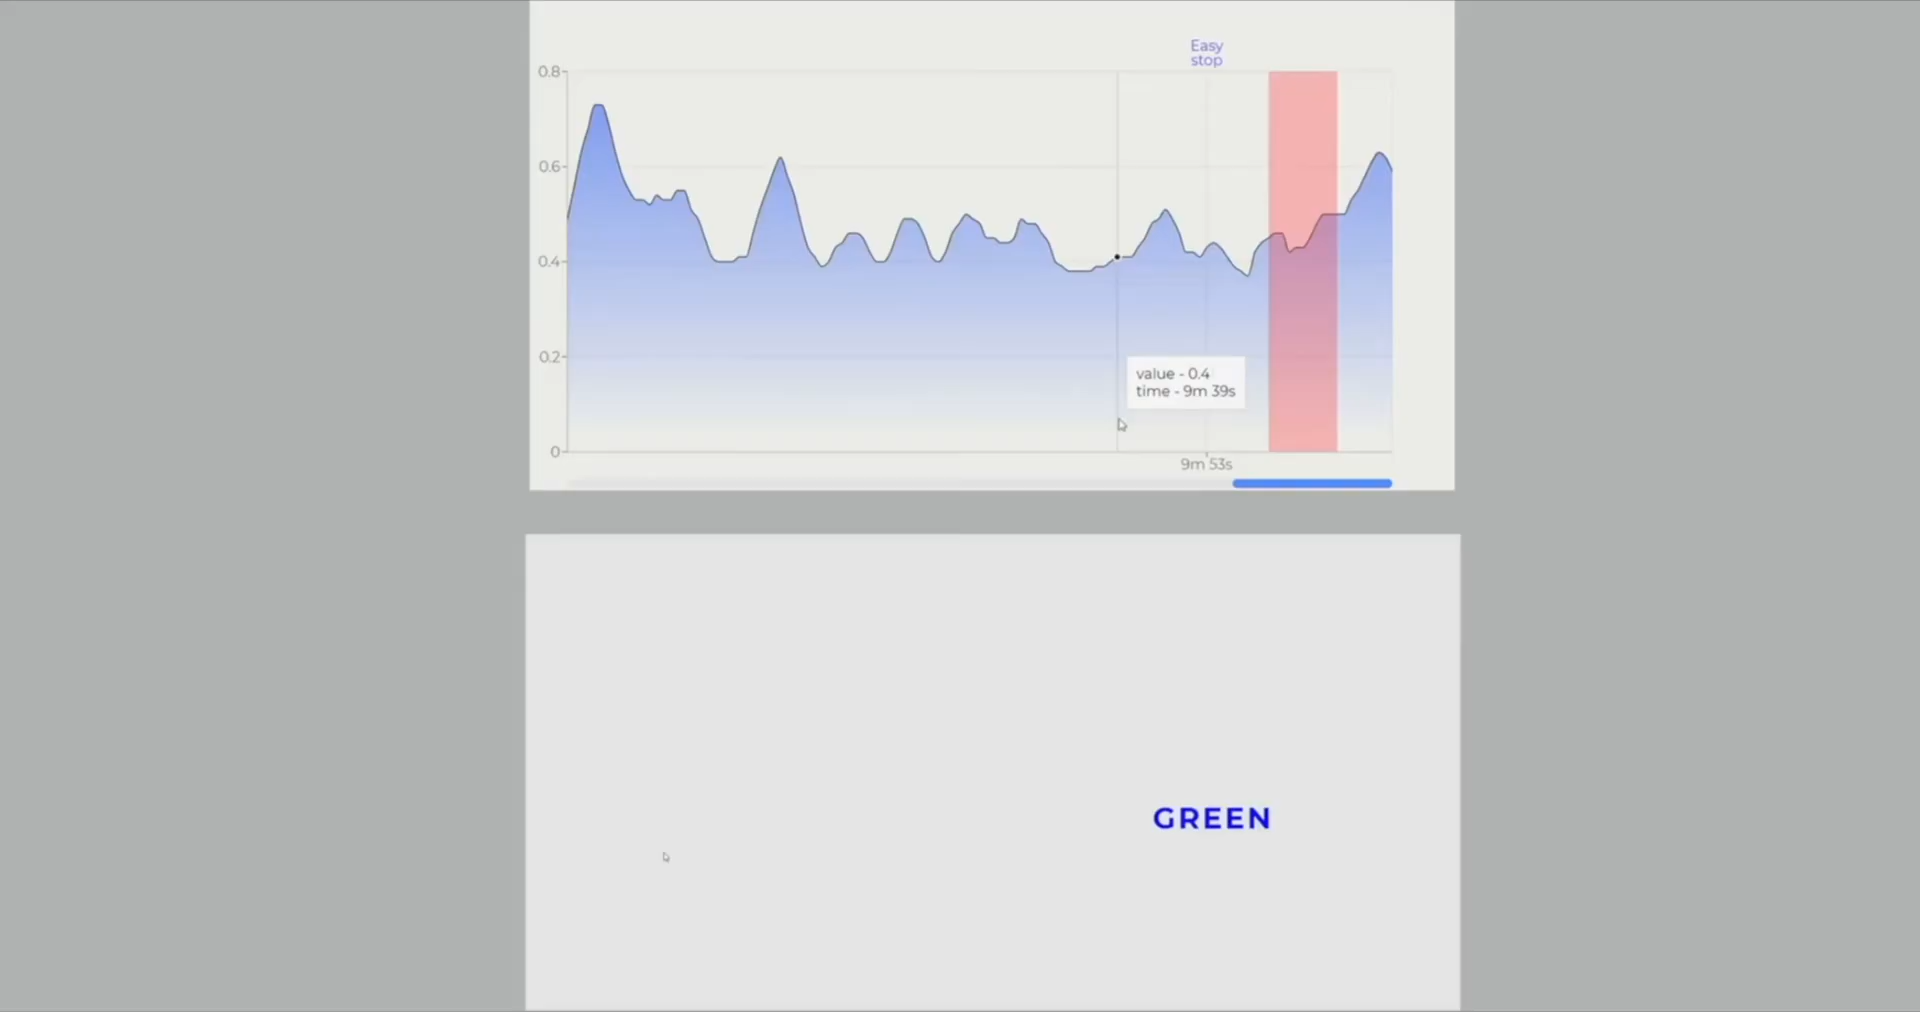 Easy
stop
0.8
0.6
0.4
0.2
0
value - 0.4
time - 9m 39s
9m 53s
GREEN